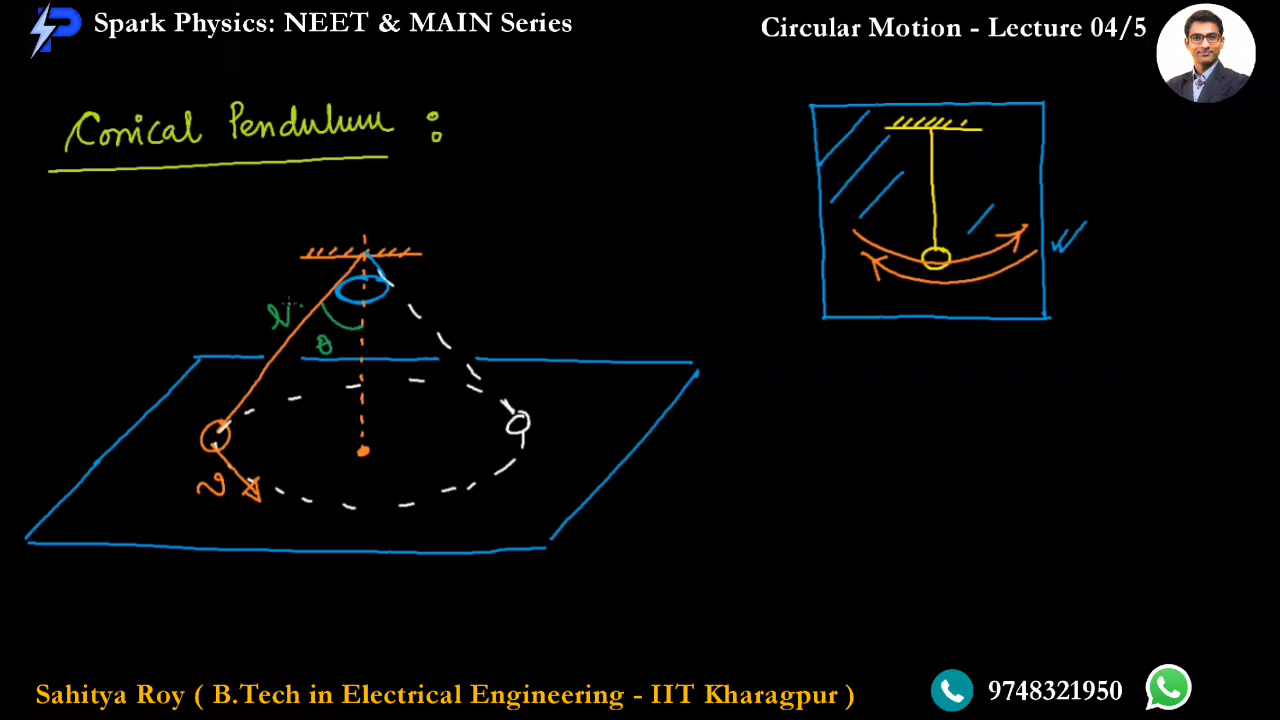 Spark Physics: NEET & MAIN Series
Circular Motion - Lecture 04/5
Conical Pendulum :
θ
v
Sahitya Roy ( B.Tech in Electrical Engineering - IIT Kharagpur )
9748321950